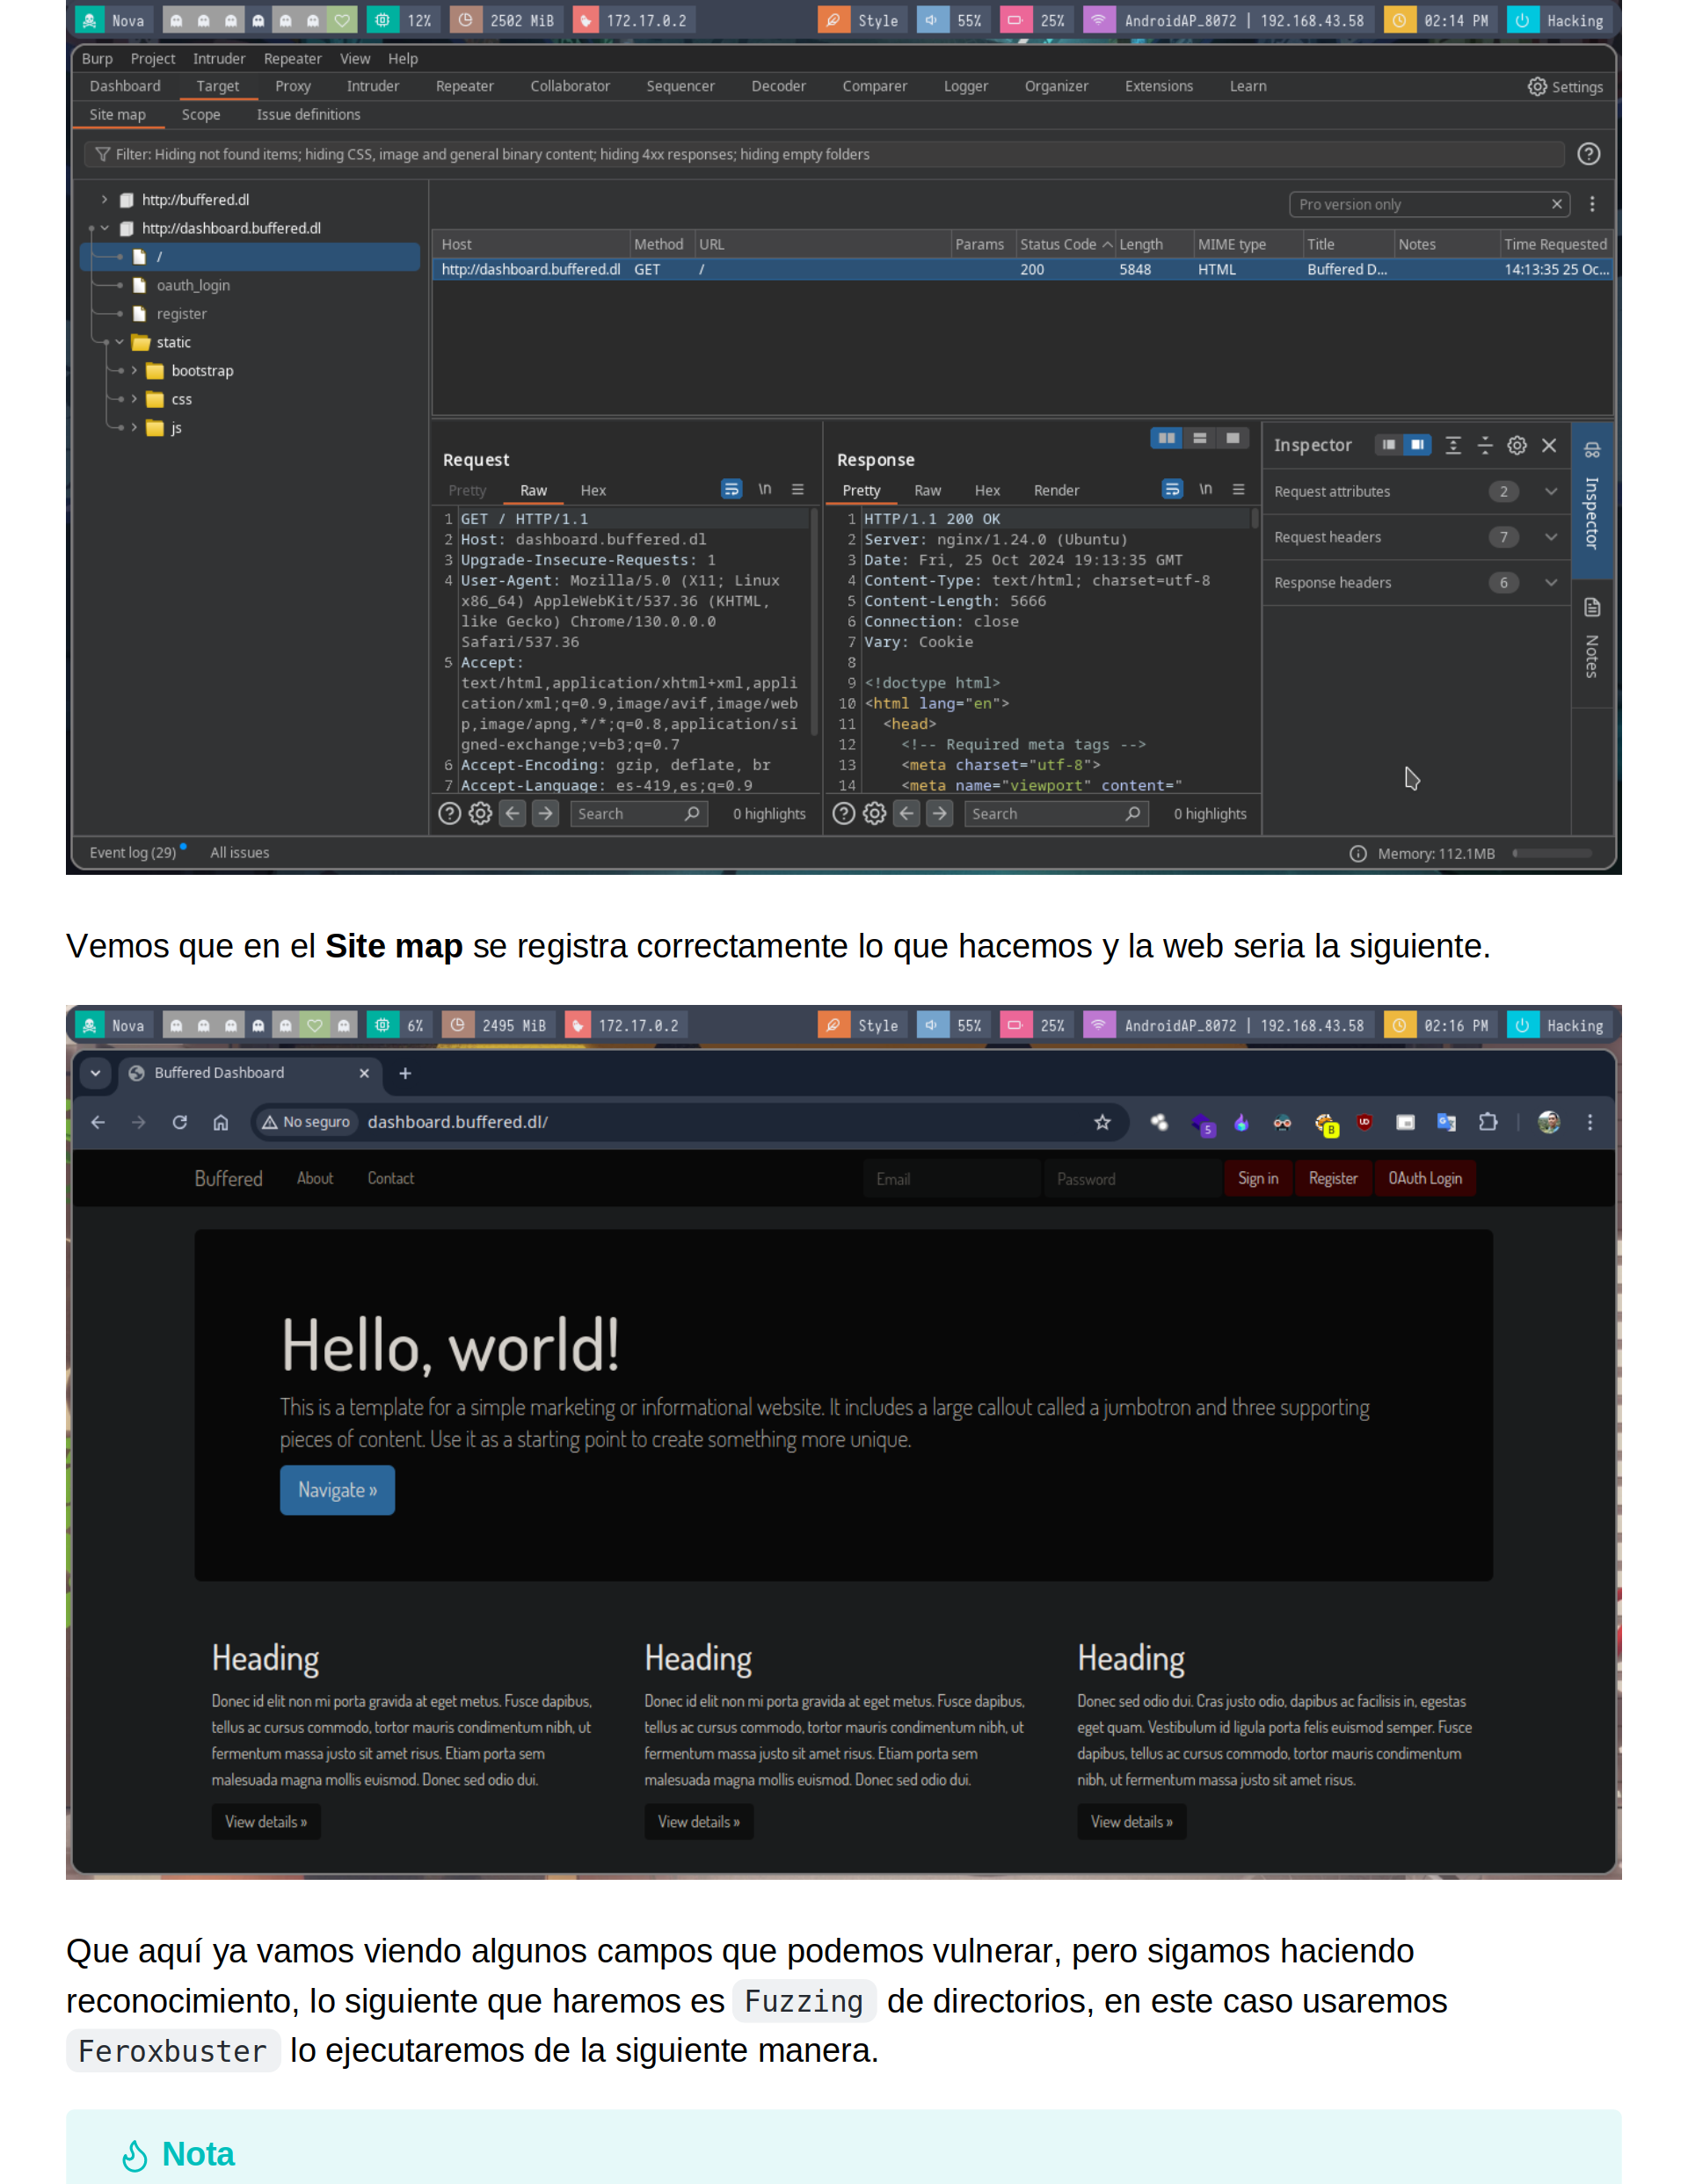 12% 2502 MiB 172.17.0.2 Style 55% 25% AndroidAP_8072 | 192.168.43.58 02:14 PM Hacking
Nova
Burp Project Intruder Repeater View Help
Dashboard Target Proxy Intruder Repeater Collaborator Sequencer Decoder Comparer Logger Organizer Extensions Learn Settings
Site map Scope Issue definitions
Filter: Hiding not found items; hiding CSS, image and general binary content; hiding 4xx responses; hiding empty folders
http://buffered.dl
http://dashboard.buffered.dl
/
oauth_login
register
static
bootstrap
css
js
Pro version only
Host Method URL Params Status Code Length MIME type Title Notes Time Requested
http://dashboard.buffered.dl GET / 200 5848 HTML Buffered D... 14:13:35 25 Oc...
Request
Pretty Raw Hex \n
1 GET / HTTP/1.1
2 Host: dashboard.buffered.dl
3 Upgrade-Insecure-Requests: 1
4 User-Agent: Mozilla/5.0 (X11; Linux
x86_64) AppleWebKit/537.36 (KHTML,
like Gecko) Chrome/130.0.0.0
Safari/537.36
5 Accept:
text/html,application/xhtml+xml,appli
cation/xml;q=0.9,image/avif,image/web
p,image/apng,*/*;q=0.8,application/si
gned-exchange;v=b3;q=0.7
6 Accept-Encoding: gzip, deflate, br
7 Accept-Language: es-419,es;q=0.9
Search 0 highlights
Response
Pretty Raw Hex Render \n
1 HTTP/1.1 200 OK
2 Server: nginx/1.24.0 (Ubuntu)
3 Date: Fri, 25 Oct 2024 19:13:35 GMT
4 Content-Type: text/html; charset=utf-8
5 Content-Length: 5666
6 Connection: close
7 Vary: Cookie
8
9 <!doctype html>
10 <html lang="en">
11 <head>
12 <!-- Required meta tags -->
13 <meta charset="utf-8">
14 <meta name="viewport" content="
Search 0 highlights
Inspector
Request attributes 2
Request headers 7
Response headers 6
Inspector
Notes
Event log (29) All issues Memory: 112.1MB
Vemos que en el Site map se registra correctamente lo que hacemos y la web seria la siguiente.
Nova 6% 2495 MiB 172.17.0.2 Style 55% 25% AndroidAP_8072 | 192.168.43.58 02:16 PM Hacking
Buffered Dashboard
No seguro dashboard.buffered.dl/ 5 B UD
Buffered About Contact Email Password Sign in Register OAuth Login
Hello, world!
This is a template for a simple marketing or informational website. It includes a large callout called a jumbotron and three supporting
pieces of content. Use it as a starting point to create something more unique.
Navigate »
Heading
Donec id elit non mi porta gravida at eget metus. Fusce dapibus,
tellus ac cursus commodo, tortor mauris condimentum nibh, ut
fermentum massa justo sit amet risus. Etiam porta sem
malesuada magna mollis euismod. Donec sed odio dui.
View details »
Heading
Donec id elit non mi porta gravida at eget metus. Fusce dapibus,
tellus ac cursus commodo, tortor mauris condimentum nibh, ut
fermentum massa justo sit amet risus. Etiam porta sem
malesuada magna mollis euismod. Donec sed odio dui.
View details »
Heading
Donec sed odio dui. Cras justo odio, dapibus ac facilisis in, egestas
eget quam. Vestibulum id ligula porta felis euismod semper. Fusce
dapibus, tellus ac cursus commodo, tortor mauris condimentum
nibh, ut fermentum massa justo sit amet risus.
View details »
Que aquí ya vamos viendo algunos campos que podemos vulnerar, pero sigamos haciendo
reconocimiento, lo siguiente que haremos es Fuzzing de directorios, en este caso usaremos
Feroxbuster lo ejecutaremos de la siguiente manera.
Nota